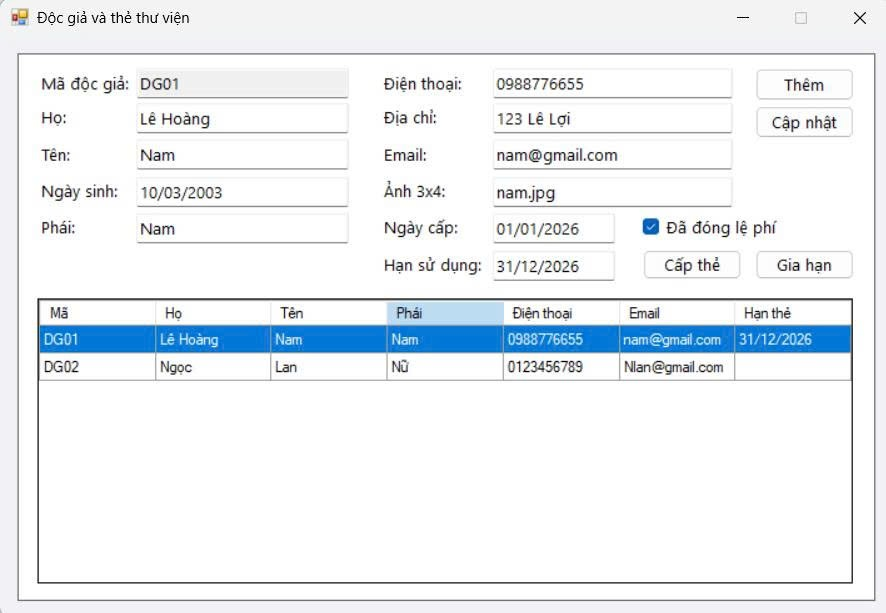 Độc giả và thẻ thư viện
Mã độc giả: DG01 Điện thoại: 0988776655 Thêm
Họ: Lê Hoàng Địa chỉ: 123 Lê Lợi Cập nhật
Tên: Nam Email: nam@gmail.com
Ngày sinh: 10/03/2003 Ảnh 3x4: nam.jpg
Phái: Nam Ngày cấp: 01/01/2026 Đã đóng lệ phí
Hạn sử dụng: 31/12/2026 Cấp thẻ Gia hạn
Mã Họ Tên Phái Điện thoại Email Hạn thẻ
DG01 Lê Hoàng Nam Nam 0988776655 nam@gmail.com 31/12/2026
DG02 Ngọc Lan Nữ 0123456789 Nlan@gmail.com